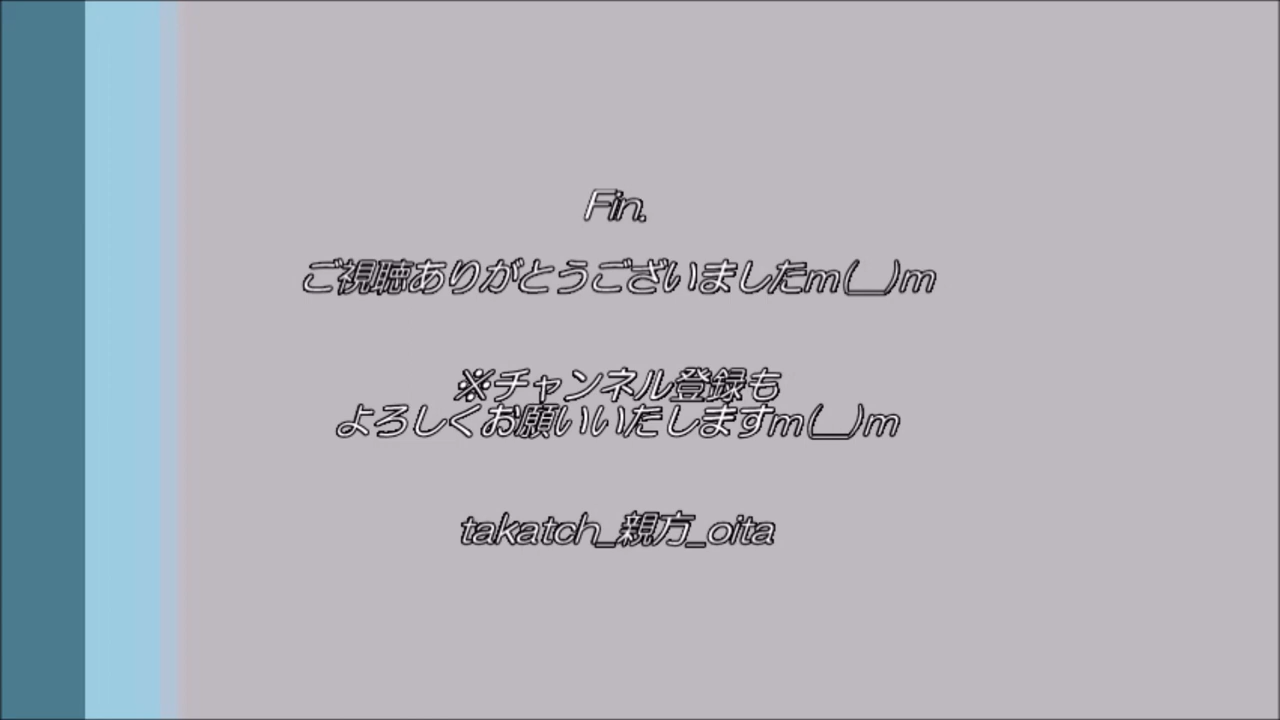 Fin.
ご視聴ありがとうございましたm(__)m
※チャンネル登録も
よろしくお願いいたしますm(__)m
takatch_親方_oita